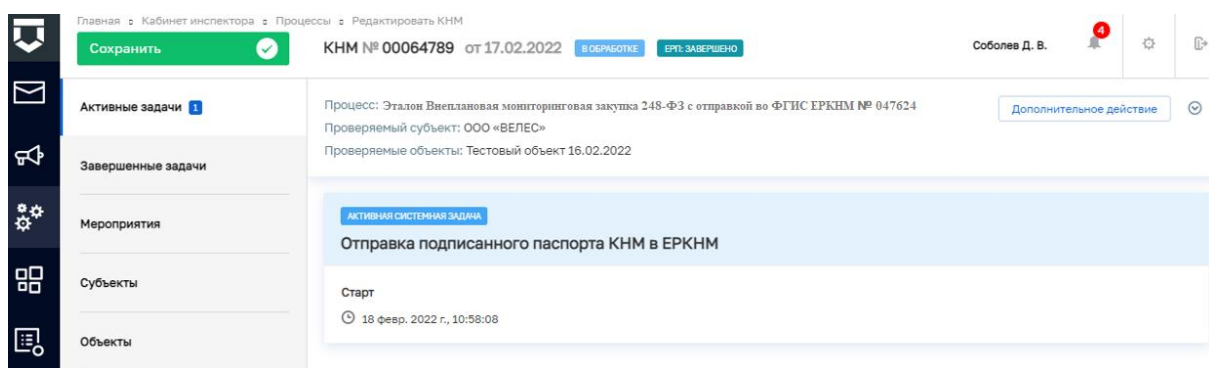 Главная : Кабинет инспектора : Процессы : Редактировать КНМ
Сохранить
КНМ № 00064789 от 17.02.2022 В ОБРАБОТКЕ ЕРП: ЗАВЕРШЕНО
Соболев Д. В.
4
Активные задачи 1
Завершенные задачи
Мероприятия
Субъекты
Объекты
Процесс: Эталон Внеплановая мониторинговая закупка 248-ФЗ с отправкой во ФГИС ЕРКНМ № 047624
Проверяемый субъект: ООО «ВЕЛЕС»
Проверяемые объекты: Тестовый объект 16.02.2022
Дополнительное действие
АКТИВНАЯ СИСТЕМНАЯ ЗАДАЧА
Отправка подписанного паспорта КНМ в ЕРКНМ
Старт
18 февр. 2022 г., 10:58:08